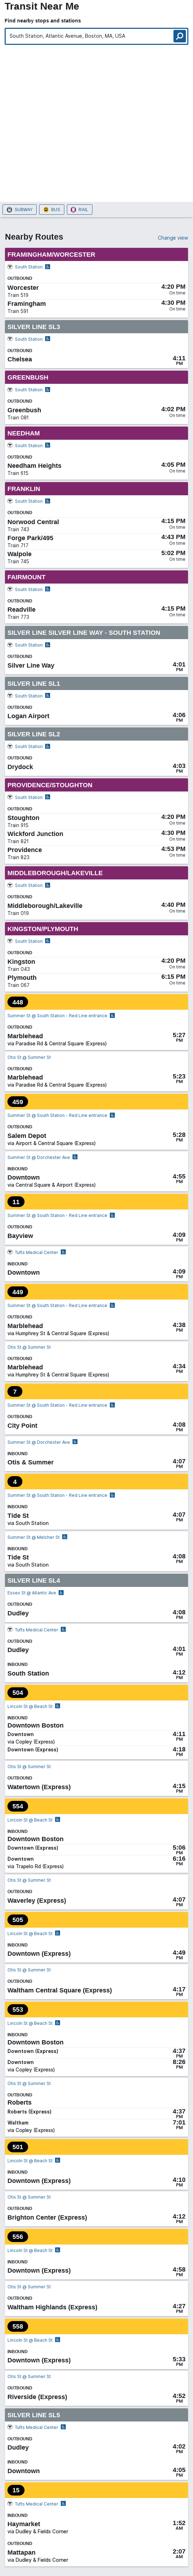 Transit Near Me
Find nearby stops and stations
South Station, Atlantic Avenue, Boston, MA, USA
SUBWAY BUS RAIL
Nearby Routes Change view
FRAMINGHAM/WORCESTER
South Station
OUTBOUND
Worcester 4:20 PM
Train 519 On time
Framingham 4:30 PM
Train 591 On time
SILVER LINE SL3
South Station
OUTBOUND
Chelsea 4:11 PM
GREENBUSH
South Station
OUTBOUND
Greenbush 4:02 PM
Train 081 On time
NEEDHAM
South Station
OUTBOUND
Needham Heights 4:05 PM
Train 615 On time
FRANKLIN
South Station
OUTBOUND
Norwood Central 4:15 PM
Train 743 On time
Forge Park/495 4:43 PM
Train 717 On time
Walpole 5:02 PM
Train 745 On time
FAIRMOUNT
South Station
OUTBOUND
Readville 4:15 PM
Train 773 On time
SILVER LINE SILVER LINE WAY - SOUTH STATION
South Station
OUTBOUND
Silver Line Way 4:01 PM
SILVER LINE SL1
South Station
OUTBOUND
Logan Airport 4:06 PM
SILVER LINE SL2
South Station
OUTBOUND
Drydock 4:03 PM
PROVIDENCE/STOUGHTON
South Station
OUTBOUND
Stoughton 4:20 PM
Train 915 On time
Wickford Junction 4:30 PM
Train 821 On time
Providence 4:53 PM
Train 823 On time
MIDDLEBOROUGH/LAKEVILLE
South Station
OUTBOUND
Middleborough/Lakeville 4:40 PM
Train 019 On time
KINGSTON/PLYMOUTH
South Station
OUTBOUND
Kingston 4:20 PM
Train 043 On time
Plymouth 6:15 PM
Train 067 On time
448
Summer St @ South Station - Red Line entrance
OUTBOUND
Marblehead 5:27 PM
via Paradise Rd & Central Square (Express)
Otis St @ Summer St
OUTBOUND
Marblehead 5:23 PM
via Paradise Rd & Central Square (Express)
459
Summer St @ South Station - Red Line entrance
OUTBOUND
Salem Depot 5:28 PM
via Airport & Central Square (Express)
Summer St @ Dorchester Ave
INBOUND
Downtown 4:55 PM
via Central Square & Airport (Express)
11
Summer St @ South Station - Red Line entrance
OUTBOUND
Bayview 4:09 PM
Tufts Medical Center
INBOUND
Downtown 4:09 PM
449
Summer St @ South Station - Red Line entrance
OUTBOUND
Marblehead 4:38 PM
via Humphrey St & Central Square (Express)
Otis St @ Summer St
OUTBOUND
Marblehead 4:34 PM
via Humphrey St & Central Square (Express)
7
Summer St @ South Station - Red Line entrance
OUTBOUND
City Point 4:08 PM
Summer St @ Dorchester Ave
INBOUND
Otis & Summer 4:07 PM
4
Summer St @ South Station - Red Line entrance
INBOUND
Tide St 4:07 PM
via South Station
Summer St @ Melcher St
INBOUND
Tide St 4:08 PM
via South Station
SILVER LINE SL4
Essex St @ Atlantic Ave
OUTBOUND
Dudley 4:08 PM
Tufts Medical Center
OUTBOUND
Dudley 4:01 PM
INBOUND
South Station 4:12 PM
504
Lincoln St @ Beach St
INBOUND
Downtown Boston
Downtown 4:11 PM
via Copley (Express)
Downtown (Express) 4:18 PM
Otis St @ Summer St
OUTBOUND
Watertown (Express) 4:15 PM
554
Lincoln St @ Beach St
INBOUND
Downtown Boston
Downtown (Express) 5:06 PM
Downtown 6:16 PM
via Trapelo Rd (Express)
Otis St @ Summer St
OUTBOUND
Waverley (Express) 4:07 PM
505
Lincoln St @ Beach St
INBOUND
Downtown (Express) 4:49 PM
Otis St @ Summer St
OUTBOUND
Waltham Central Square (Express) 4:17 PM
553
Lincoln St @ Beach St
INBOUND
Downtown Boston
Downtown (Express) 4:37 PM
Downtown 8:26 PM
via Copley (Express)
Otis St @ Summer St
OUTBOUND
Roberts
Roberts (Express) 4:37 PM
Waltham 7:01 PM
via Copley (Express)
501
Lincoln St @ Beach St
INBOUND
Downtown (Express) 4:10 PM
Otis St @ Summer St
OUTBOUND
Brighton Center (Express) 4:12 PM
556
Lincoln St @ Beach St
INBOUND
Downtown (Express) 4:58 PM
Otis St @ Summer St
OUTBOUND
Waltham Highlands (Express) 4:27 PM
558
Lincoln St @ Beach St
INBOUND
Downtown (Express) 5:33 PM
Otis St @ Summer St
OUTBOUND
Riverside (Express) 4:52 PM
SILVER LINE SL5
Tufts Medical Center
OUTBOUND
Dudley 4:02 PM
INBOUND
Downtown 4:05 PM
15
Tufts Medical Center
INBOUND
Haymarket 1:52 AM
via Dudley & Fields Corner
OUTBOUND
Mattapan 2:07 AM
via Dudley & Fields Corner